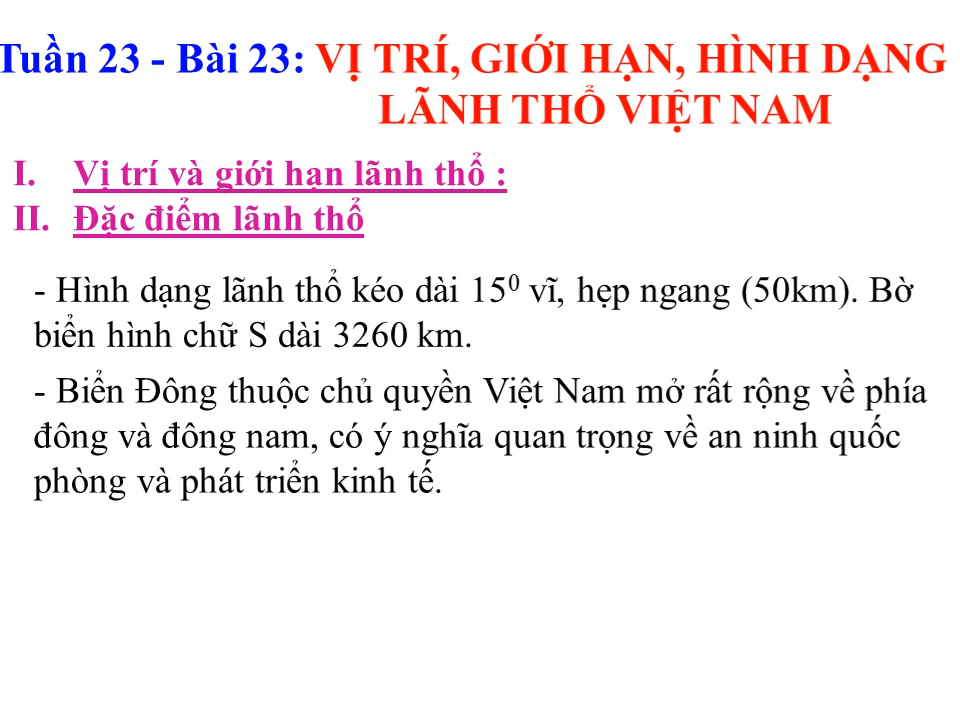 Tuần 23 - Bài 23: VỊ TRÍ, GIỚI HẠN, HÌNH DẠNG
LÃNH THỔ VIỆT NAM
I. Vị trí và giới hạn lãnh thổ :
II. Đặc điểm lãnh thổ
- Hình dạng lãnh thổ kéo dài 15⁰ vĩ, hẹp ngang (50km). Bờ
biển hình chữ S dài 3260 km.
- Biển Đông thuộc chủ quyền Việt Nam mở rất rộng về phía
đông và đông nam, có ý nghĩa quan trọng về an ninh quốc
phòng và phát triển kinh tế.